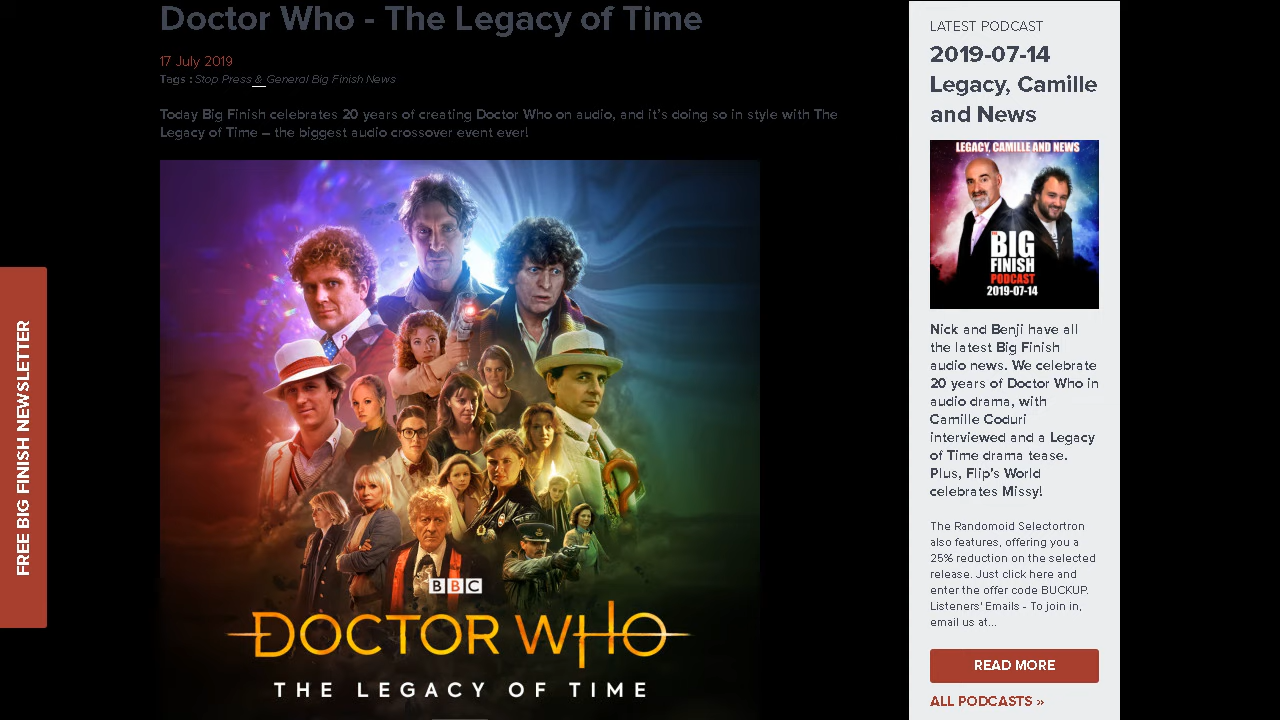 Doctor Who - The Legacy of Time
17 July 2019
Tags : Stop Press & General Big Finish News
Today Big Finish celebrates 20 years of creating Doctor Who on audio, and it's doing so in style with The
Legacy of Time – the biggest audio crossover event ever!
BBC
DOCTOR WHO
THE LEGACY OF TIME
FREE BIG FINISH NEWSLETTER
LATEST PODCAST
2019-07-14
Legacy, Camille
and News
LEGACY, CAMILLE AND NEWS
THE
BIG
FINISH
PODCAST
2019-07-14
Nick and Benji have all
the latest Big Finish
audio news. We celebrate
20 years of Doctor Who in
audio drama, with
Camille Coduri
interviewed and a Legacy
of Time drama tease.
Plus, Flip's World
celebrates Missy!
The Randomoid Selectortron
also features, offering you a
25% reduction on the selected
release. Just click here and
enter the offer code BUCKUP.
Listeners' Emails - To join in,
email us at...
READ MORE
ALL PODCASTS »